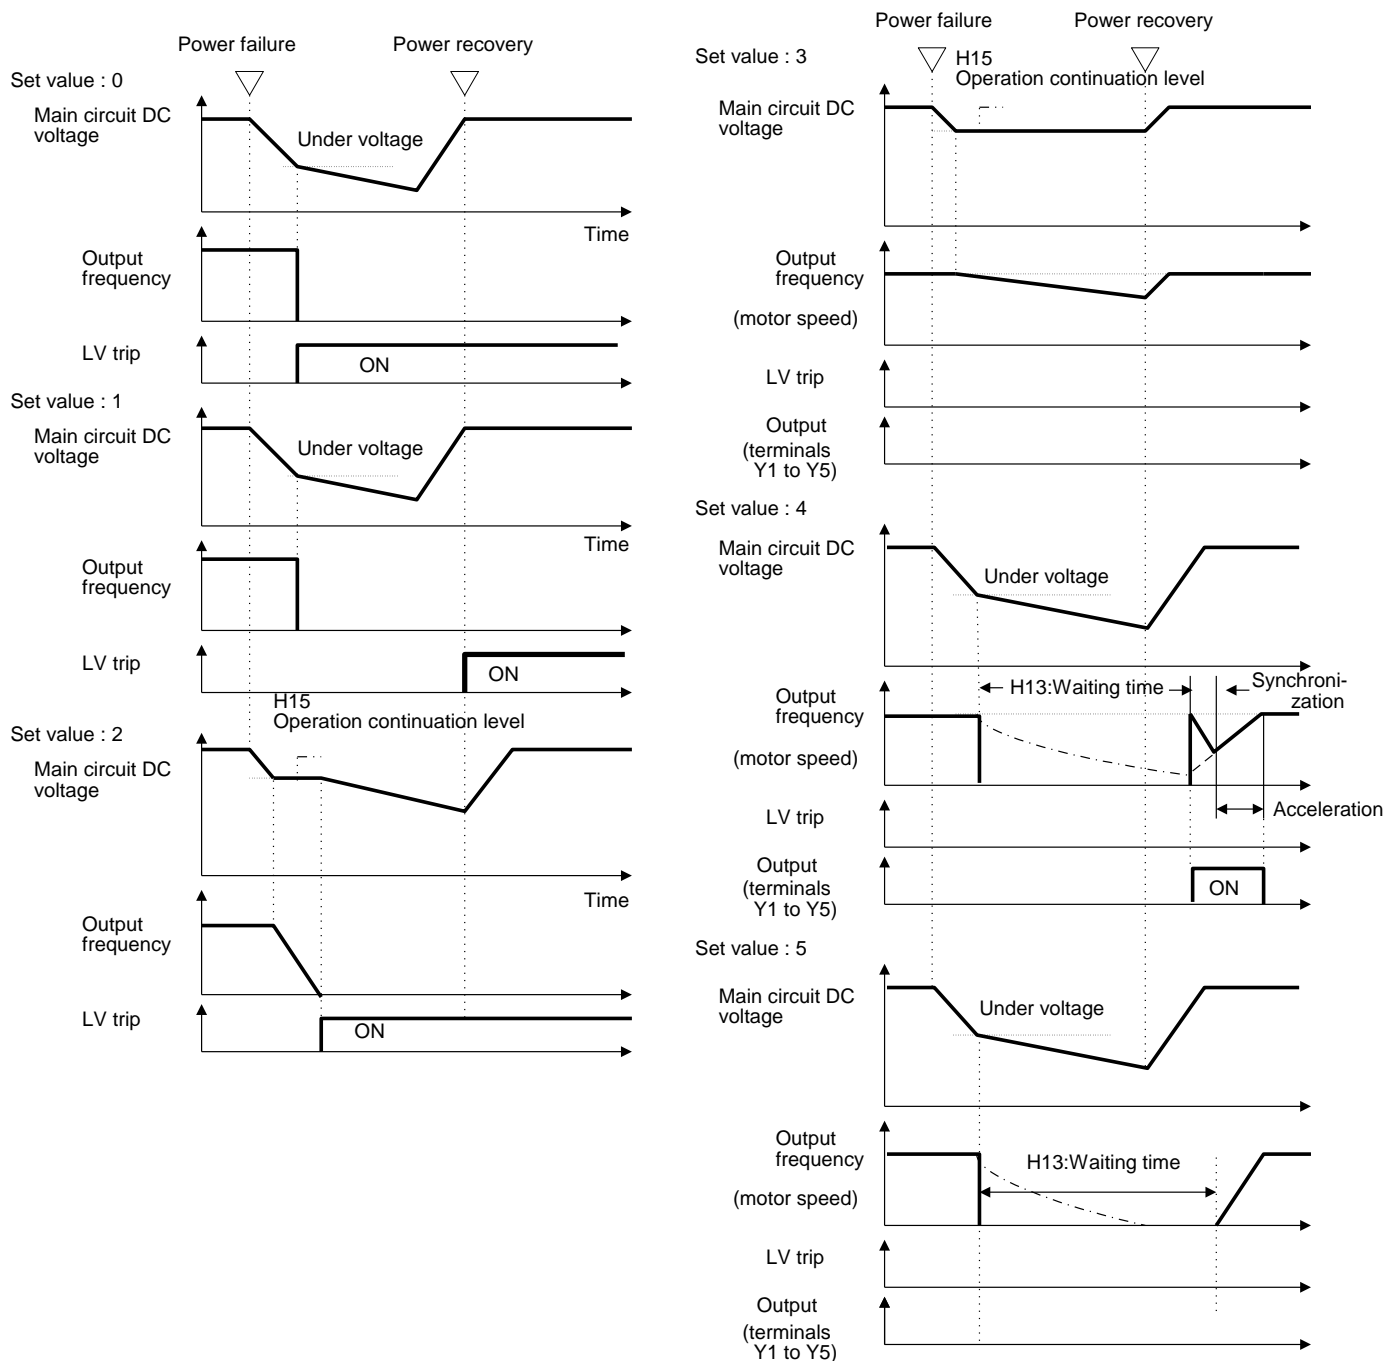 Power failure
Power recovery
Set value : 0
Main circuit DC
voltage
Under voltage
Time
Output
frequency
LV trip
ON
Set value : 1
Main circuit DC
voltage
Under voltage
Time
Output
frequency
LV trip
ON
H15
Operation continuation level
Set value : 2
Main circuit DC
voltage
Time
Output
frequency
LV trip
ON
Power failure
Power recovery
Set value : 3
H15
Operation continuation level
Main circuit DC
voltage
Output
frequency
(motor speed)
LV trip
Output
(terminals
Y1 to Y5)
Set value : 4
Main circuit DC
voltage
Under voltage
Output
frequency
H13:Waiting time
Synchroni-
zation
(motor speed)
Acceleration
LV trip
Output
(terminals
Y1 to Y5)
ON
Set value : 5
Main circuit DC
voltage
Under voltage
Output
frequency
H13:Waiting time
(motor speed)
LV trip
Output
(terminals
Y1 to Y5)